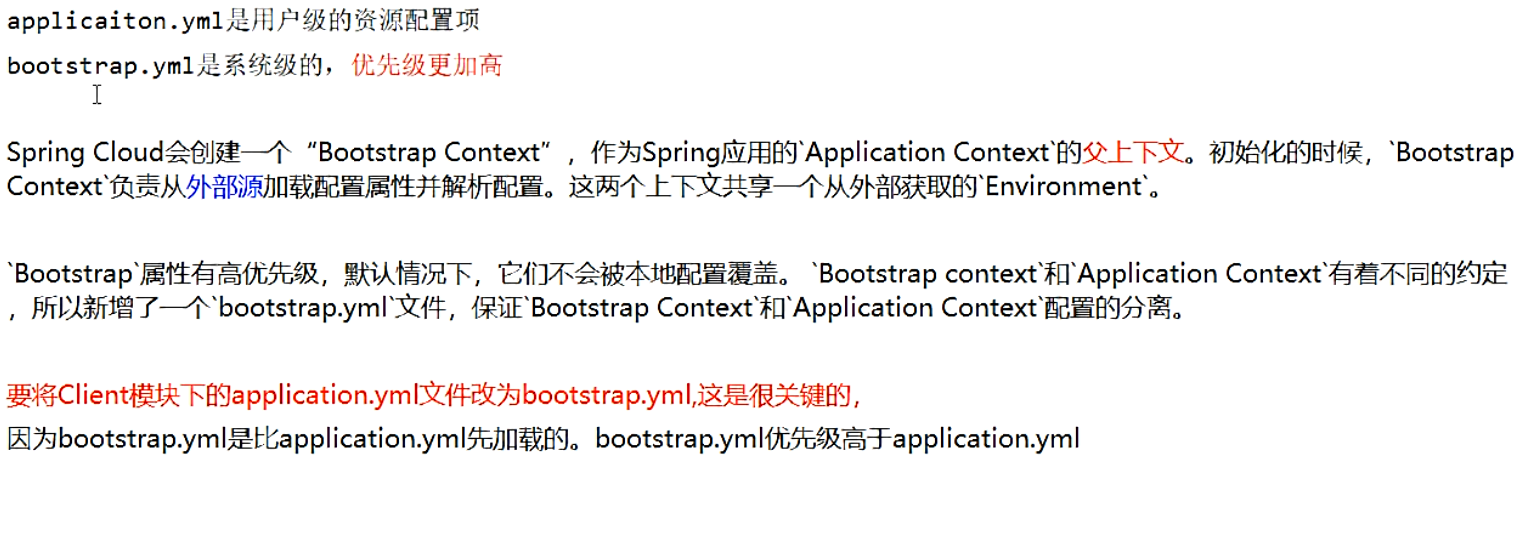 applicaiton.yml是用户级的资源配置项
bootstrap.yml是系统级的，优先级更加高
Spring Cloud会创建一个“Bootstrap Context”，作为Spring应用的`Application Context`的父上下文。初始化的时候，`Bootstrap
Context`负责从外部源加载配置属性并解析配置。这两个上下文共享一个从外部获取的`Environment`。
`Bootstrap`属性有高优先级，默认情况下，它们不会被本地配置覆盖。 `Bootstrap context`和`Application Context`有着不同的约定
，所以新增了一个`bootstrap.yml`文件，保证`Bootstrap Context`和`Application Context`配置的分离。
要将Client模块下的application.yml文件改为bootstrap.yml,这是很关键的，
因为bootstrap.yml是比application.yml先加载的。bootstrap.yml优先级高于application.yml